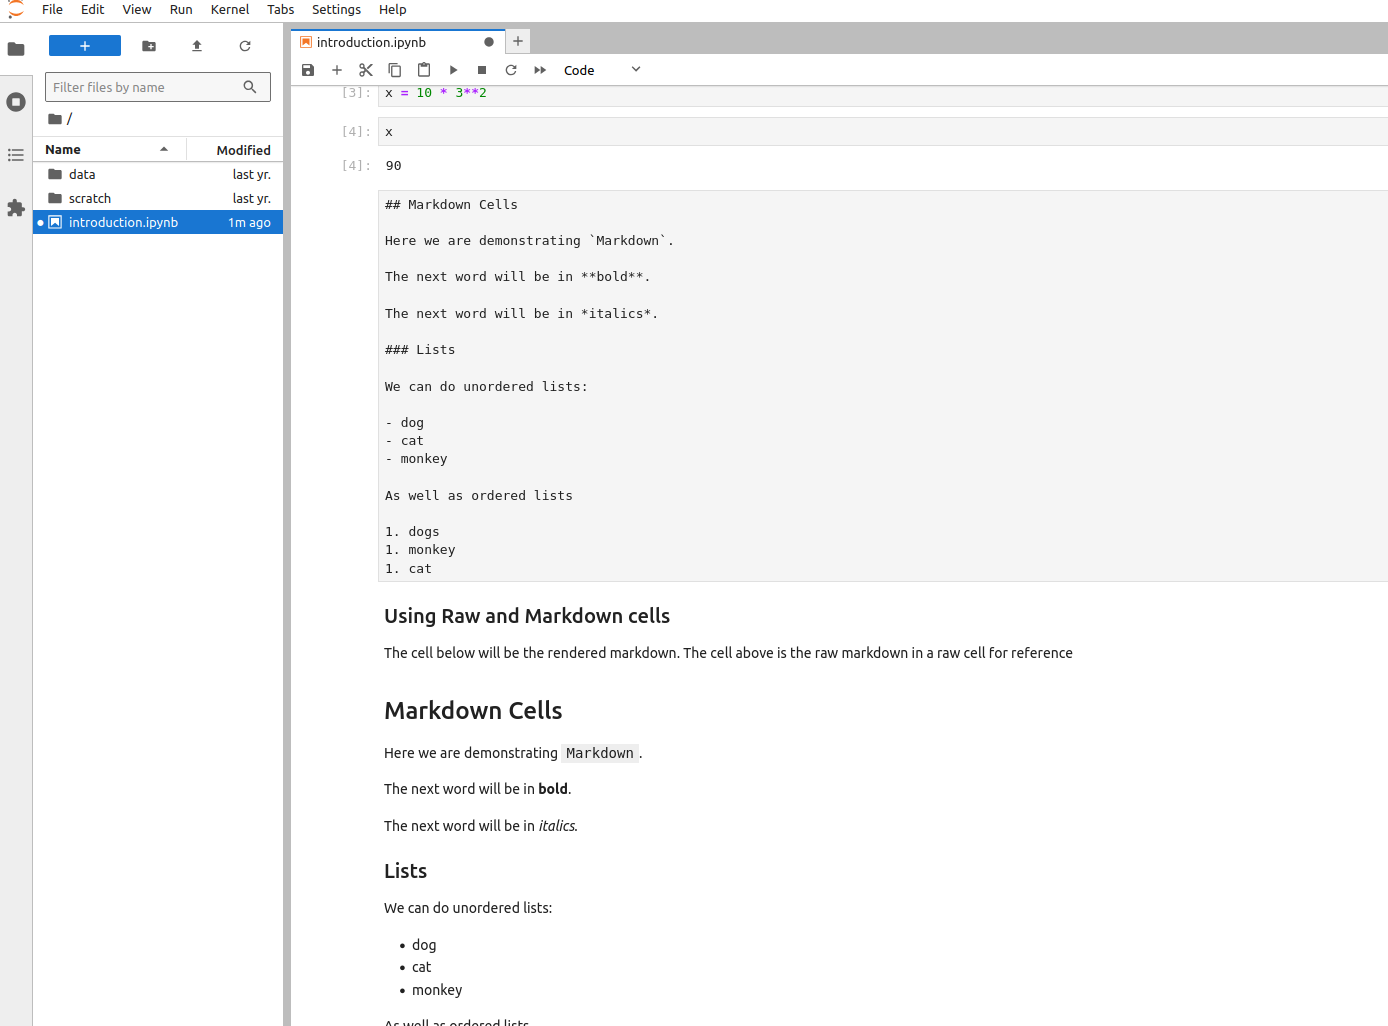 File Edit View Run Kernel Tabs Settings Help
introduction.ipynb
Filter files by name
Code
/
Name Modified
data last yr.
scratch last yr.
introduction.ipynb 1m ago
[3]: x = 10 * 3**2
[4]: x
[4]: 90
## Markdown Cells
Here we are demonstrating `Markdown`.
The next word will be in **bold**.
The next word will be in *italics*.
### Lists
We can do unordered lists:
- dog
- cat
- monkey
As well as ordered lists
1. dogs
1. monkey
1. cat
Using Raw and Markdown cells
The cell below will be the rendered markdown. The cell above is the raw markdown in a raw cell for reference
Markdown Cells
Here we are demonstrating Markdown.
The next word will be in bold.
The next word will be in italics.
Lists
We can do unordered lists:
• dog
• cat
• monkey
As well as ordered lists